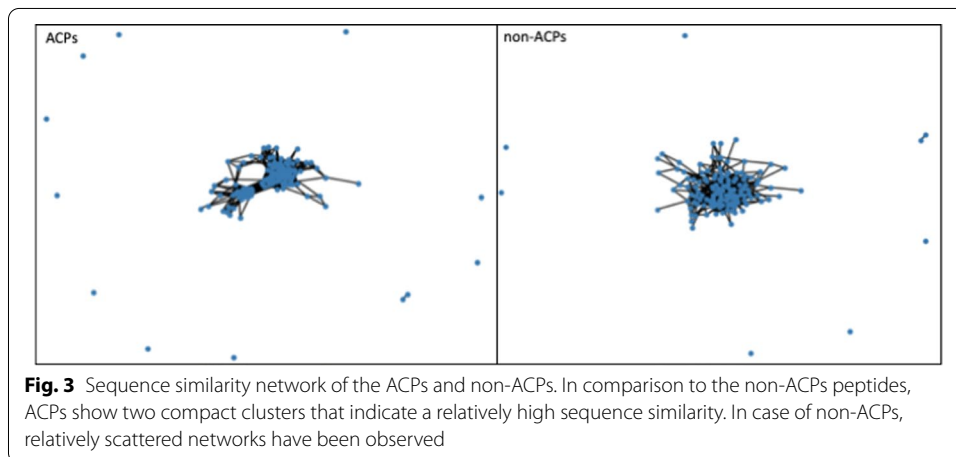 ACPs
non-ACPs
Fig. 3 Sequence similarity network of the ACPs and non-ACPs. In comparison to the non-ACPs peptides,
ACPs show two compact clusters that indicate a relatively high sequence similarity. In case of non-ACPs,
relatively scattered networks have been observed